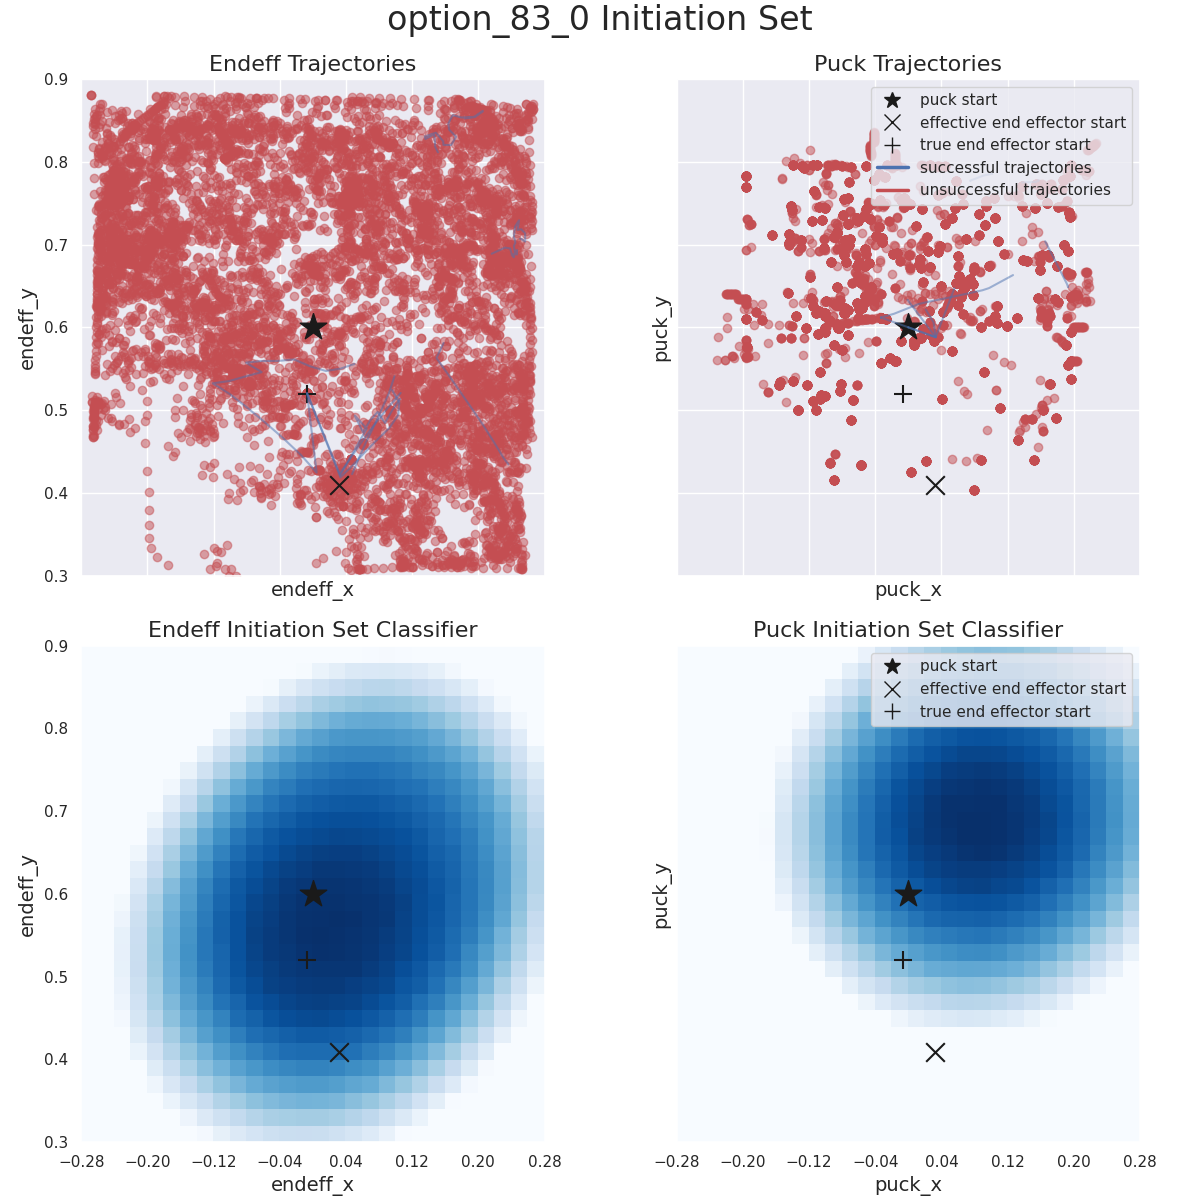 option_83_0 Initiation Set
Endeff Trajectories
Puck Trajectories
0.9
0.8
0.7
0.6
0.5
0.4
0.3
endeff_y
endeff_x
puck_y
puck_x
puck start
effective end effector start
true end effector start
successful trajectories
unsuccessful trajectories
Endeff Initiation Set Classifier
Puck Initiation Set Classifier
0.9
0.8
0.7
0.6
0.5
0.4
0.3
endeff_y
−0.28 −0.20 −0.12 −0.04 0.04 0.12 0.20 0.28
endeff_x
puck_y
puck start
effective end effector start
true end effector start
−0.28 −0.20 −0.12 −0.04 0.04 0.12 0.20 0.28
puck_x